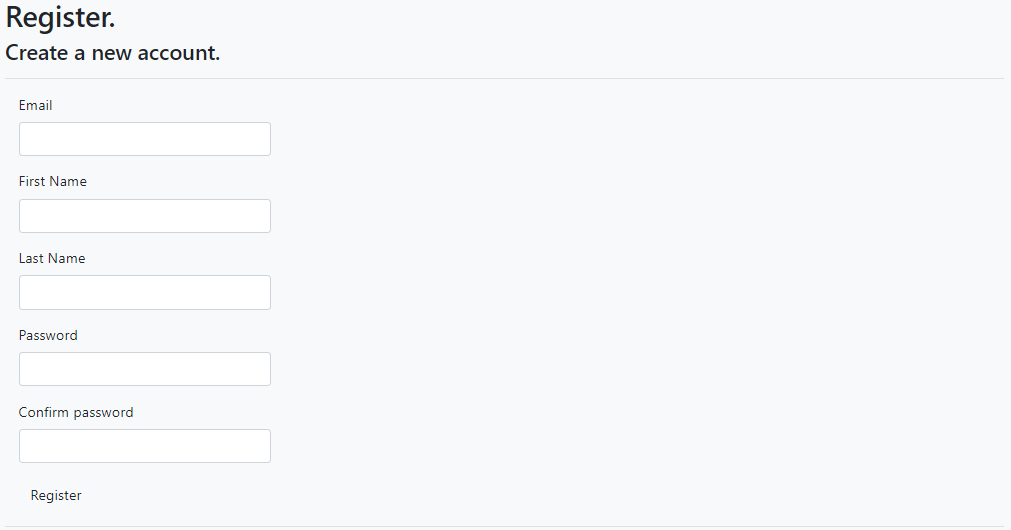 Register.
Create a new account.
Email
First Name
Last Name
Password
Confirm password
Register